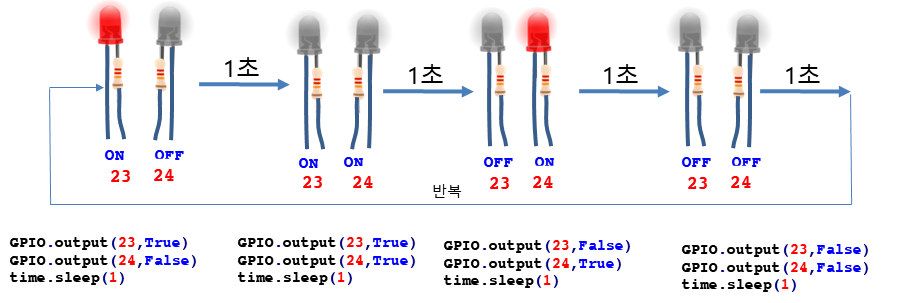 1초
1초
1초
1초
ON OFF
23 24
ON ON
23 24
OFF ON
23 24
OFF OFF
23 24
반복
GPIO.output(23,True)
GPIO.output(24,False)
time.sleep(1)
GPIO.output(23,True)
GPIO.output(24,True)
time.sleep(1)
GPIO.output(23,False)
GPIO.output(24,True)
time.sleep(1)
GPIO.output(23,False)
GPIO.output(24,False)
time.sleep(1)